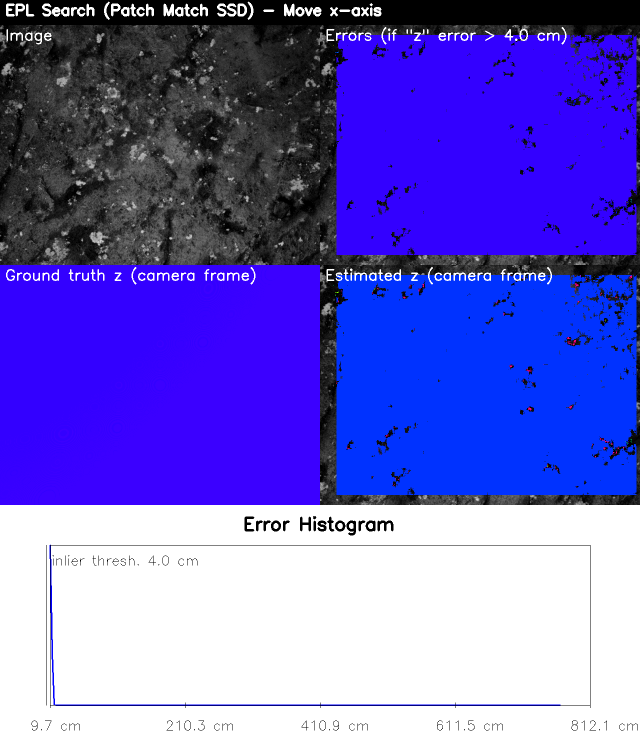 EPL Search (Patch Match SSD) - Move x-axis
Image
Errors (if "z" error > 4.0 cm)
Ground truth z (camera frame)
Estimated z (camera frame)
Error Histogram
inlier thresh. 4.0 cm
9.7 cm 210.3 cm 410.9 cm 611.5 cm 812.1 cm